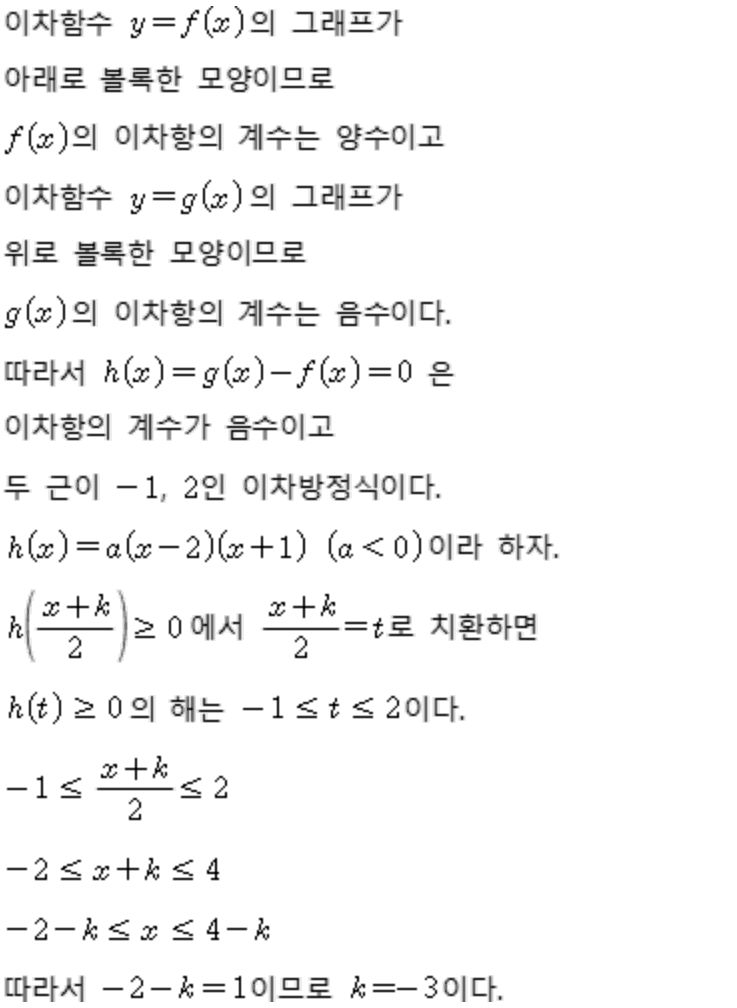 이차함수 y=f(x)의 그래프가
아래로 볼록한 모양이므로
f(x)의 이차항의 계수는 양수이고
이차함수 y=g(x)의 그래프가
위로 볼록한 모양이므로
g(x)의 이차항의 계수는 음수이다.
따라서 h(x)=g(x)-f(x)=0 은
이차항의 계수가 음수이고
두 근이 -1, 2인 이차방정식이다.
h(x)=a(x-2)(x+1) (a<0)이라 하자.
h((x+k)/2) ≥ 0에서 (x+k)/2=t로 치환하면
h(t) ≥ 0의 해는 -1 ≤ t ≤ 2이다.
-1 ≤ (x+k)/2 ≤ 2
-2 ≤ x+k ≤ 4
-2-k ≤ x ≤ 4-k
따라서 -2-k=1이므로 k=-3이다.